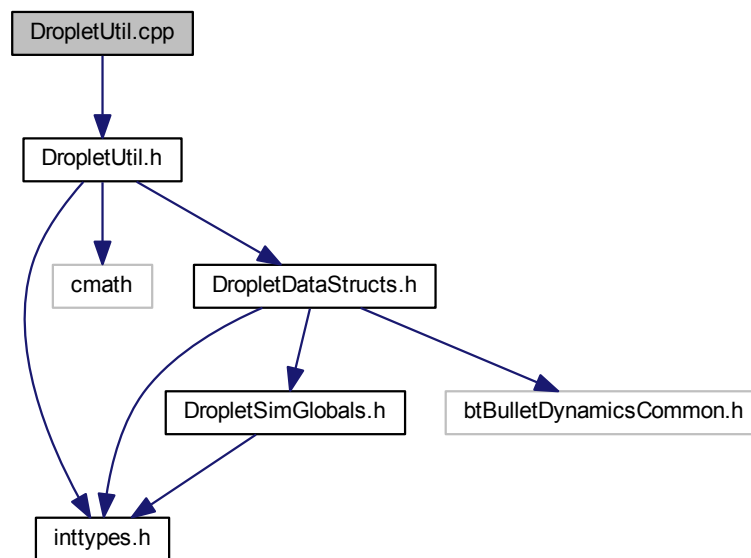 DropletUtil.cpp
DropletUtil.h
cmath
DropletDataStructs.h
DropletSimGlobals.h
btBulletDynamicsCommon.h
inttypes.h